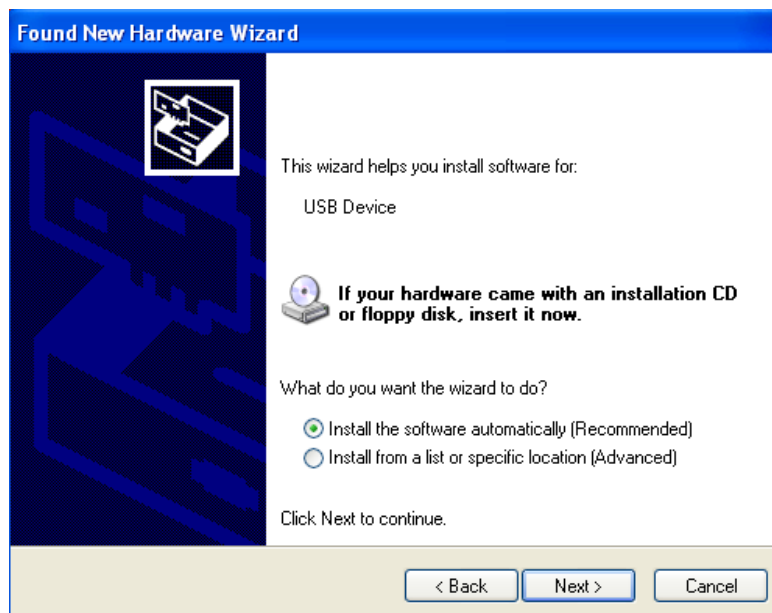 Found New Hardware Wizard
This wizard helps you install software for:
USB Device
If your hardware came with an installation CD
or floppy disk, insert it now.
What do you want the wizard to do?
Install the software automatically (Recommended)
Install from a list or specific location (Advanced)
Click Next to continue.
< Back Next > Cancel